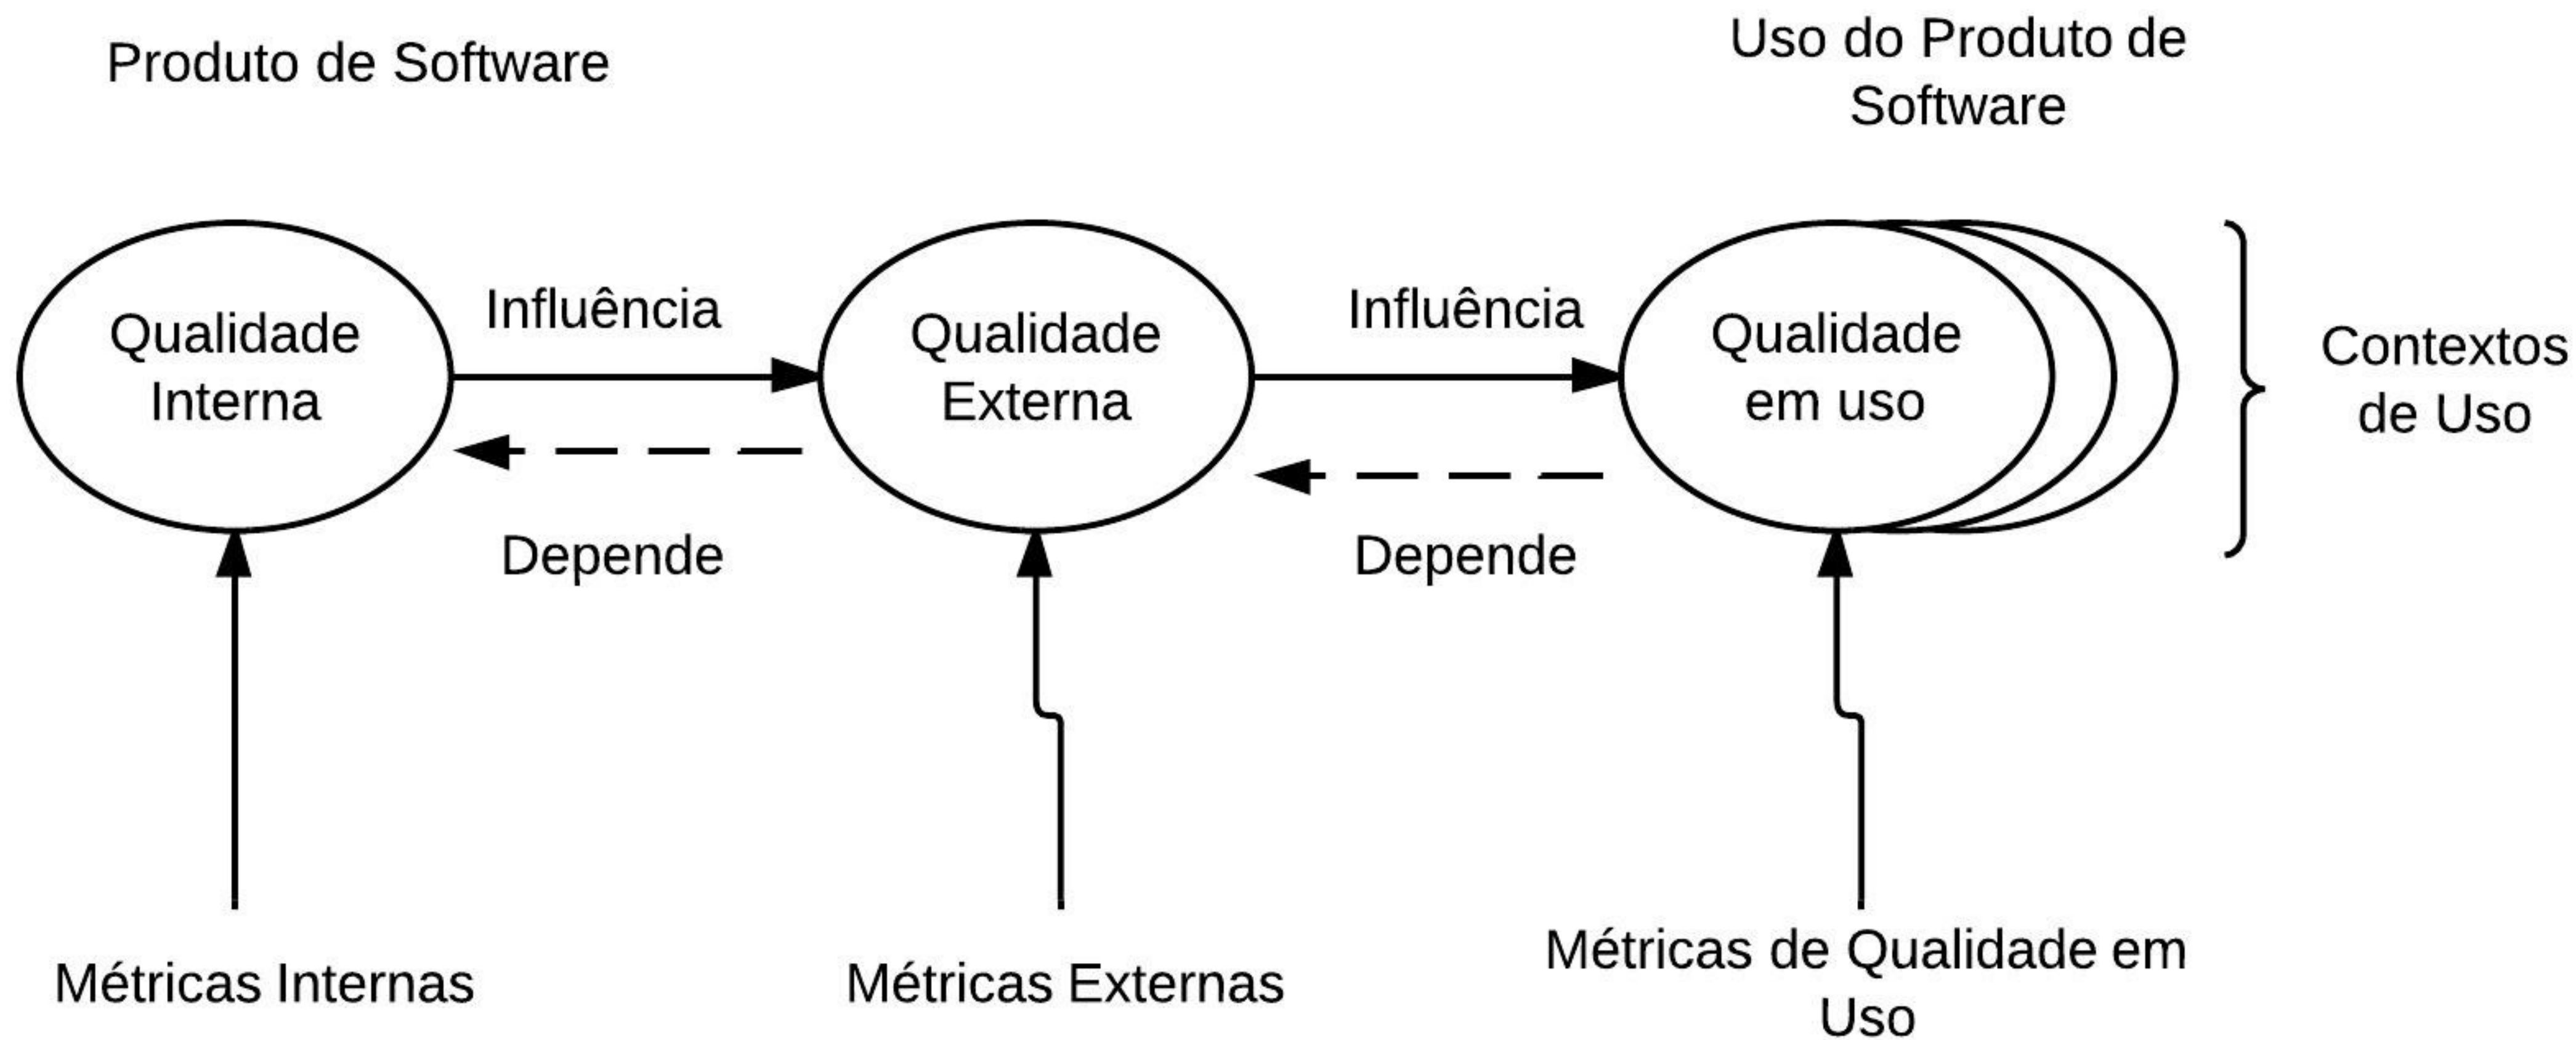 Produto de Software
Uso do Produto de
Software
Qualidade
Interna
Influência
Depende
Qualidade
Externa
Influência
Depende
Qualidade
em uso
Contextos
de Uso
Métricas Internas
Métricas Externas
Métricas de Qualidade em
Uso